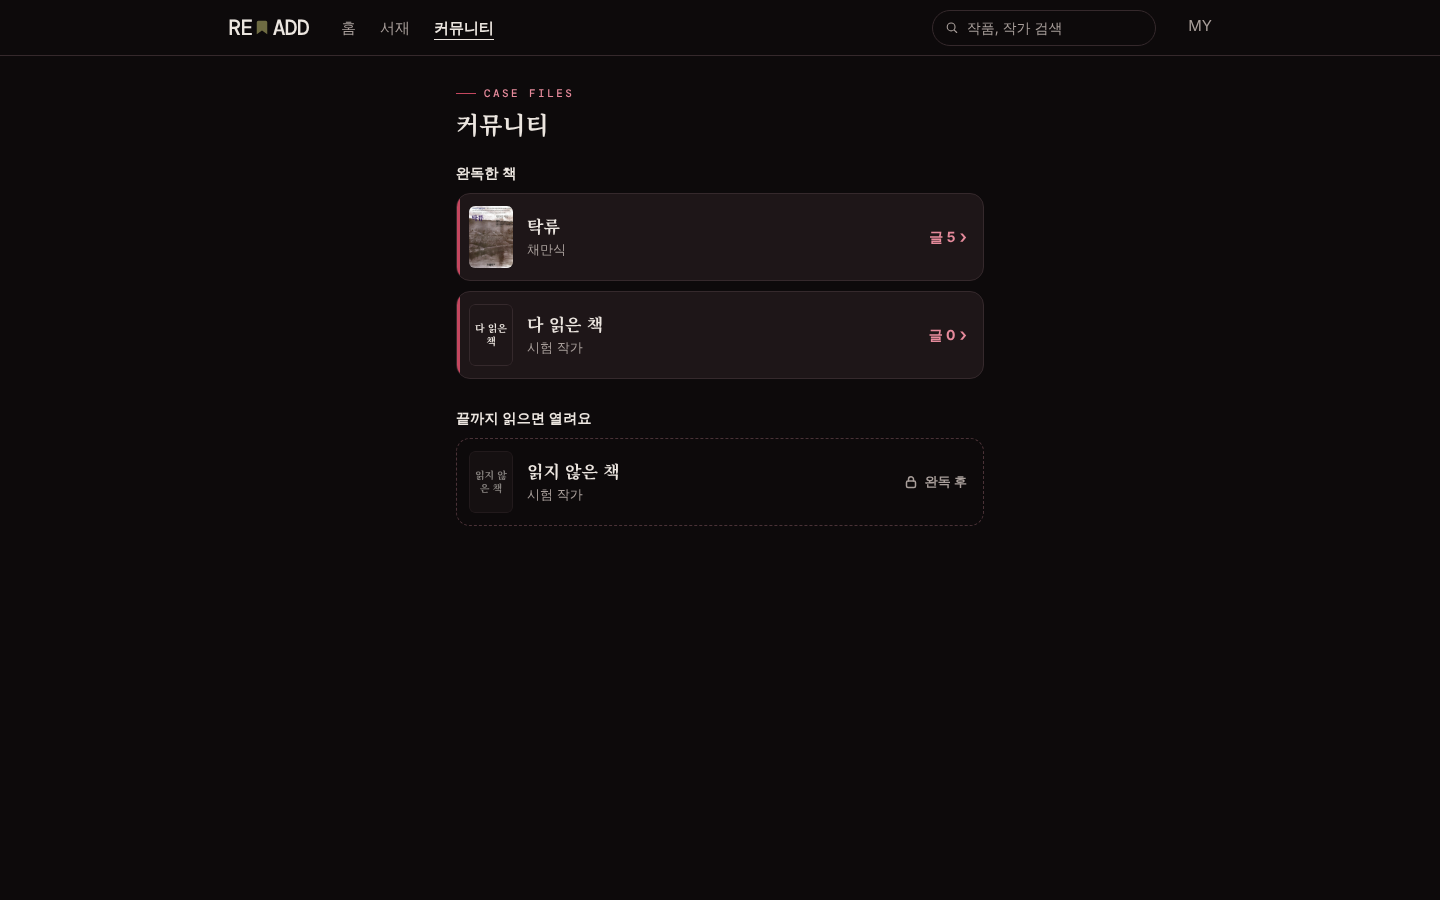 RE ADD 홈 서재 커뮤니티 작품, 작가 검색 MY
CASE FILES
커뮤니티
완독한 책
탁류
채만식
글 5 ›
다 읽은
책
다 읽은 책
시험 작가
글 0 ›
끝까지 읽으면 열려요
읽지 않
은 책
읽지 않은 책
시험 작가
완독 후